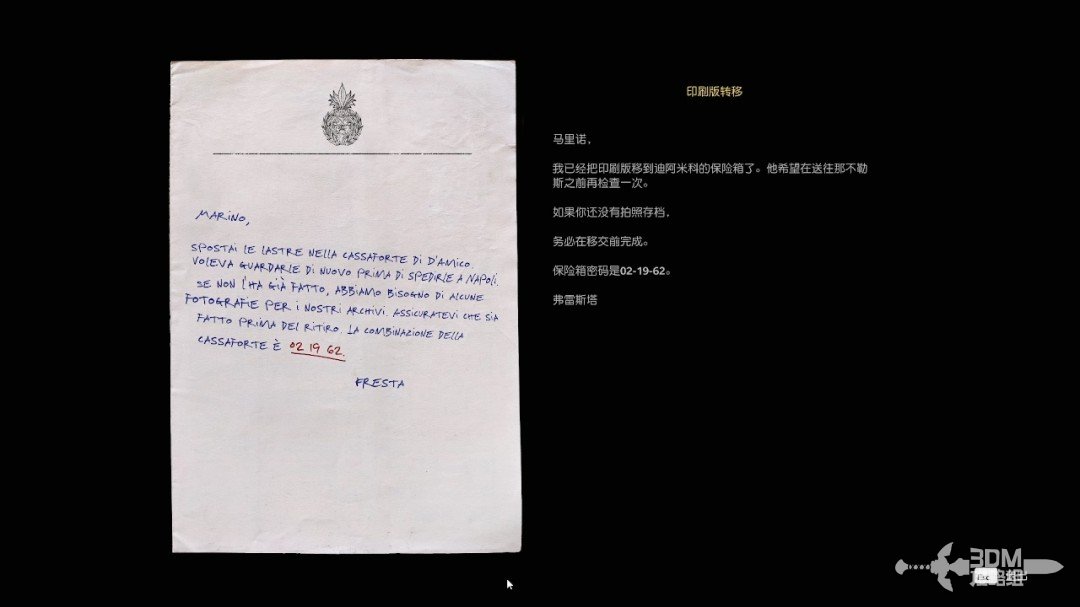 MARINO,
SPOSTAI LE LASTRE NELLA CASSAFORTE DI D'AMICO.
VOLEVA GUARDARLE DI NUOVO PRIMA DI SPEDIRLE A NAPOLI.
SE NON L'HA GIÀ FATTO, ABBIAMO BISOGNO DI ALCUNE
FOTOGRAFIE PER I NOSTRI ARCHIVI. ASSICURATEVI CHE SIA
FATTO PRIMA DEL RITIRO. LA COMBINAZIONE DELLA
CASSAFORTE È 02 19 62.
FRESTA
印刷版转移
马里诺，
我已经把印刷版移到迪阿米科的保险箱了。他希望在送往那不勒
斯之前再检查一次。
如果你还没有拍照存档，
务必在移交前完成。
保险箱密码是02-19-62。
弗雷斯塔
3DM